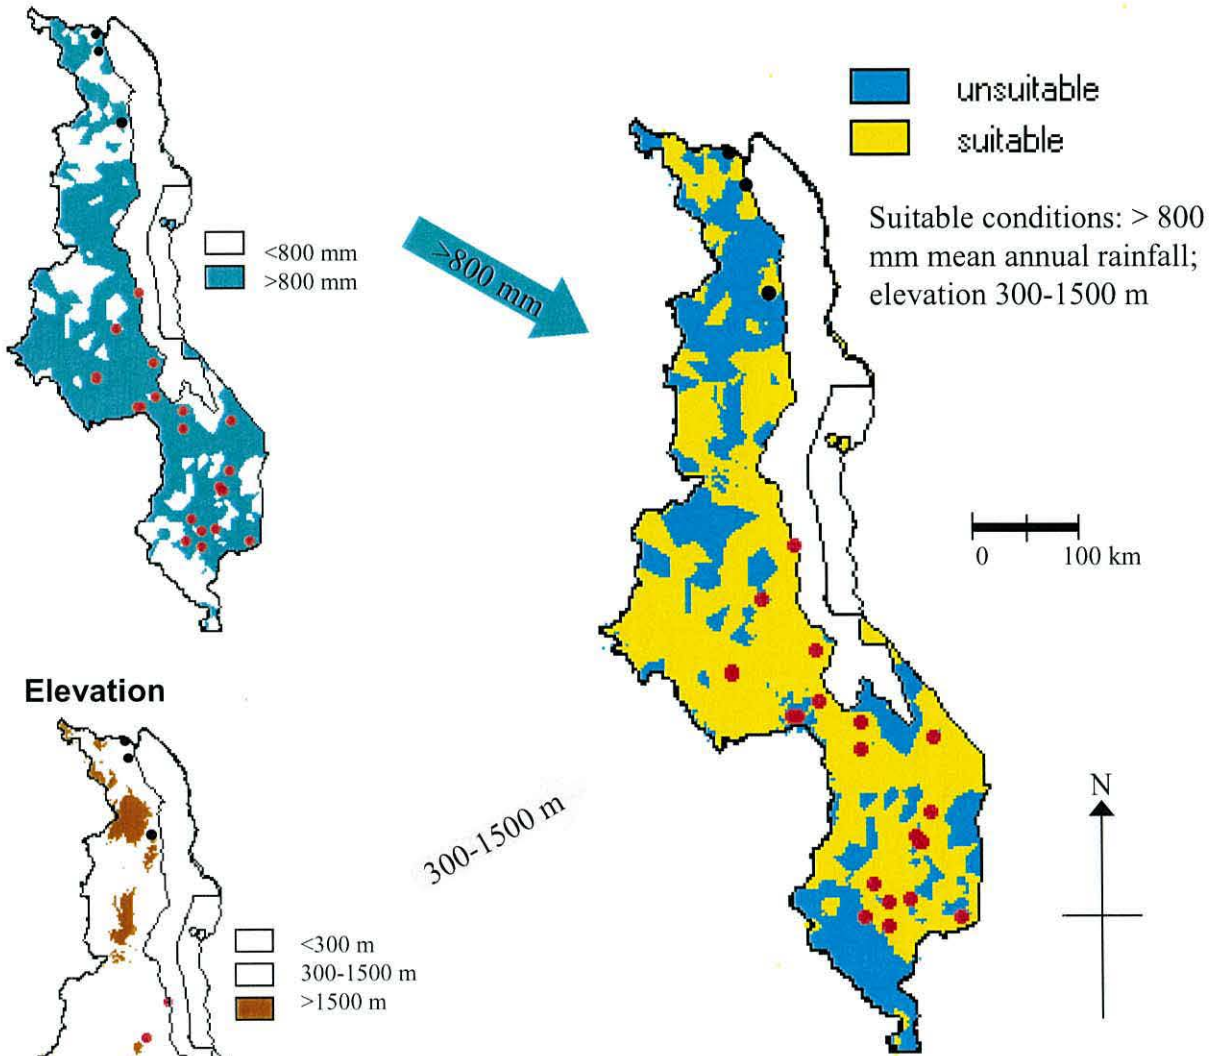 unsuitable
suitable
Suitable conditions: > 800
mm mean annual rainfall;
elevation 300-1500 m
<800 mm
>800 mm
>800 mm
0 100 km
Elevation
300-1500 m
N
<300 m
300-1500 m
>1500 m